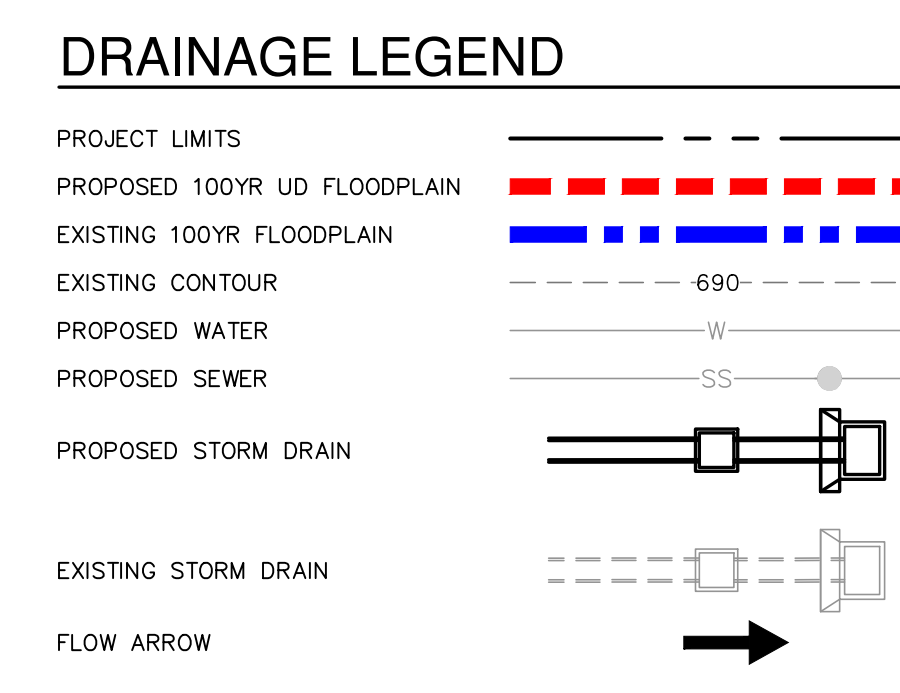 DRAINAGE LEGEND
PROJECT LIMITS
PROPOSED 100YR UD FLOODPLAIN
EXISTING 100YR FLOODPLAIN
EXISTING CONTOUR 690
PROPOSED WATER W
PROPOSED SEWER SS
PROPOSED STORM DRAIN
EXISTING STORM DRAIN
FLOW ARROW